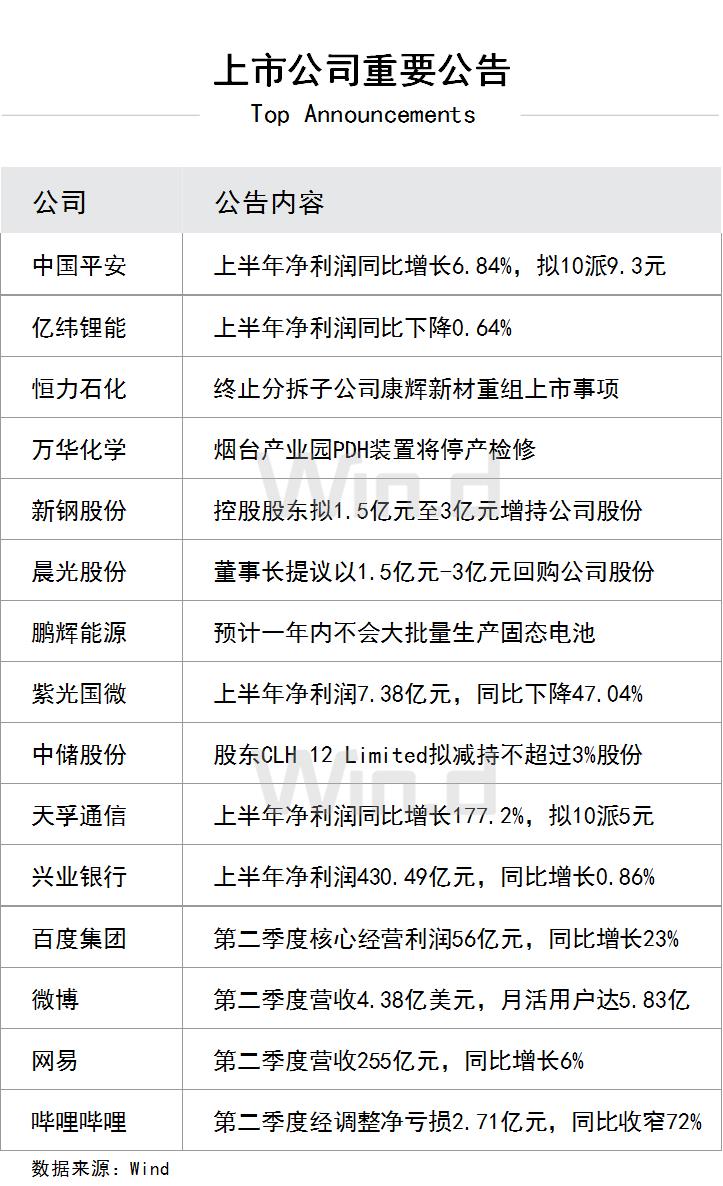 上市公司重要公告
Top Announcements
公司 公告内容
中国平安 上半年净利润同比增长6.84%，拟10派9.3元
亿纬锂能 上半年净利润同比下降0.64%
恒力石化 终止分拆子公司康辉新材重组上市事项
万华化学 烟台产业园PDH装置将停产检修
新钢股份 控股股东拟1.5亿元至3亿元增持公司股份
晨光股份 董事长提议以1.5亿元-3亿元回购公司股份
鹏辉能源 预计一年内不会大批量生产固态电池
紫光国微 上半年净利润7.38亿元，同比下降47.04%
中储股份 股东CLH 12 Limited拟减持不超过3%股份
天孚通信 上半年净利润同比增长177.2%，拟10派5元
兴业银行 上半年净利润430.49亿元，同比增长0.86%
百度集团 第二季度核心经营利润56亿元，同比增长23%
微博 第二季度营收4.38亿美元，月活用户达5.83亿
网易 第二季度营收255亿元，同比增长6%
哔哩哔哩 第二季度经调整净亏损2.71亿元，同比收窄72%
数据来源：Wind
Win.d
Win.d
Win.d